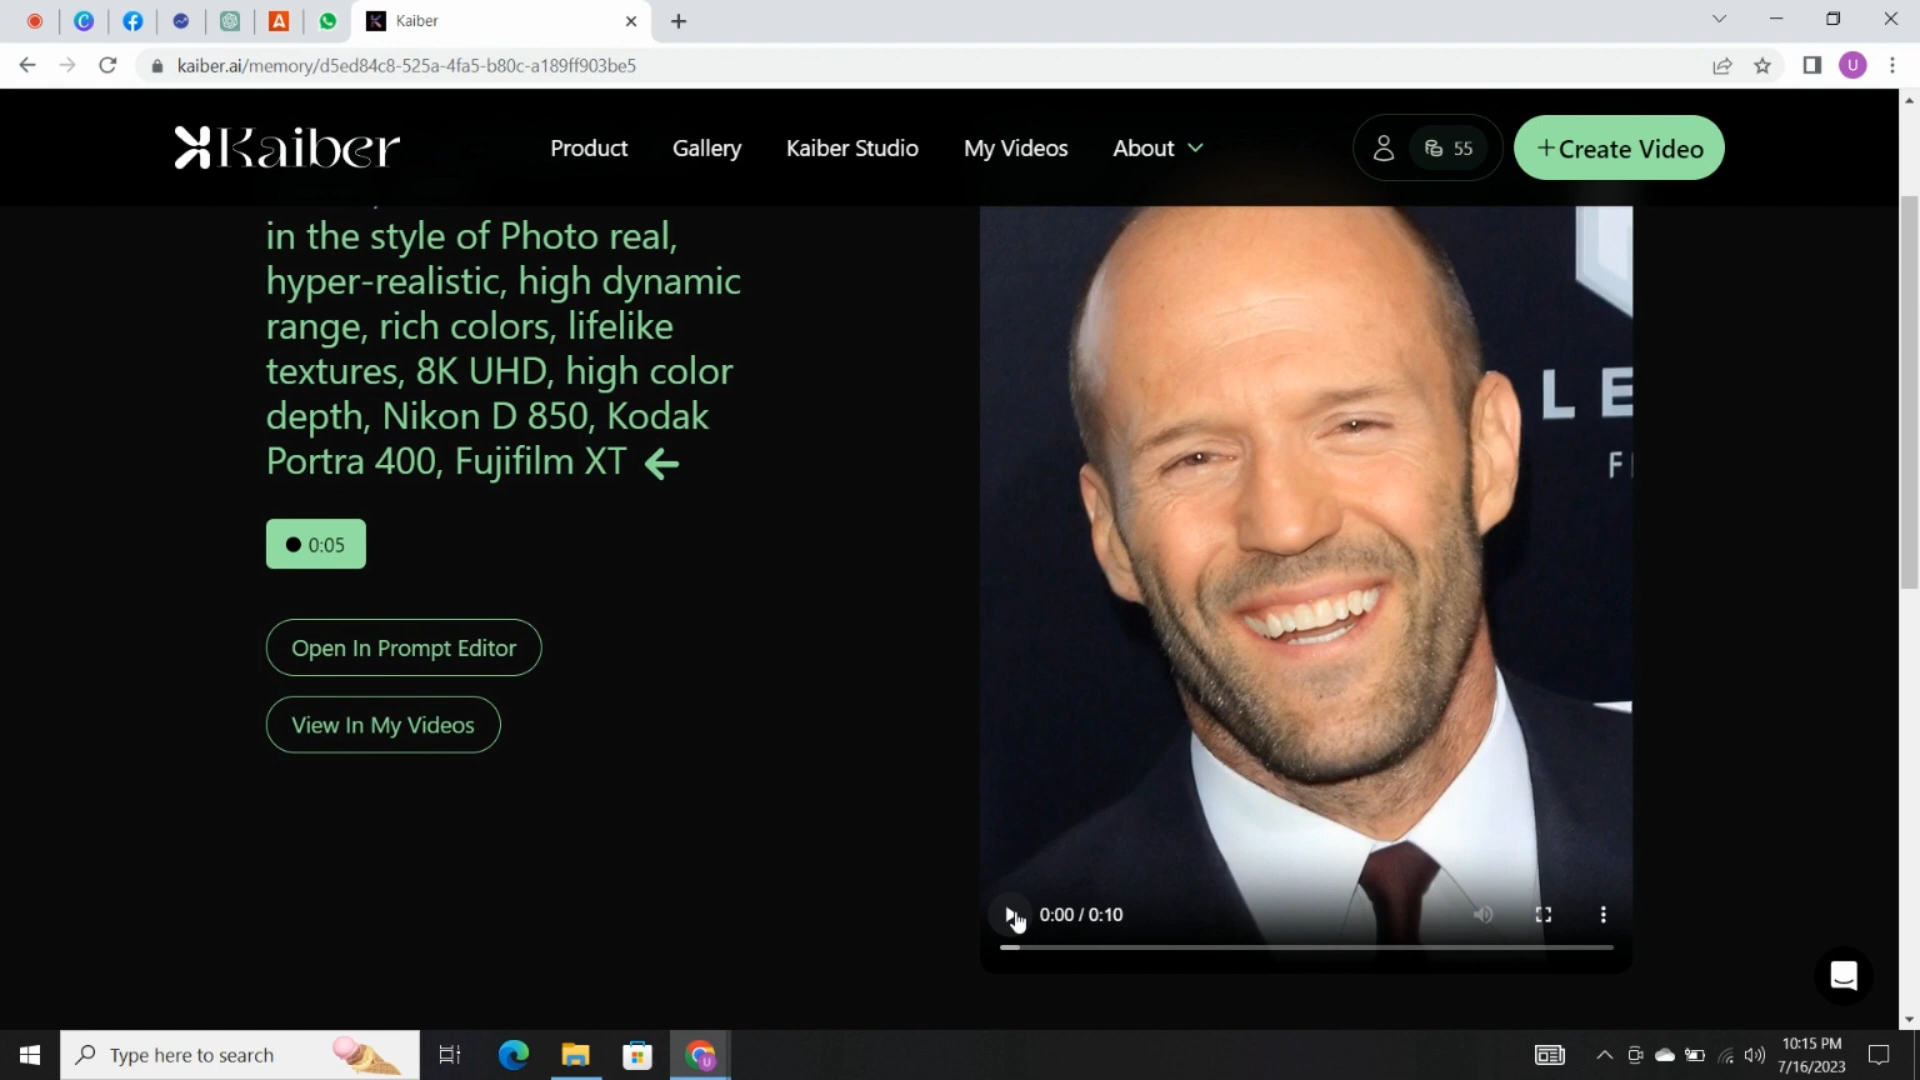 Kaiber
kaiber.ai/memory/d5ed84c8-525a-4fa5-b80c-a189ff903be5
U
Kaiber
Product
Gallery
Kaiber Studio
My Videos
About
55
+Create Video
in the style of Photo real,
hyper-realistic, high dynamic
range, rich colors, lifelike
textures, 8K UHD, high color
depth, Nikon D 850, Kodak
Portra 400, Fujifilm XT
0:05
Open In Prompt Editor
View In My Videos
L E
F
0:00 / 0:10
Type here to search
10:15 PM
7/16/2023